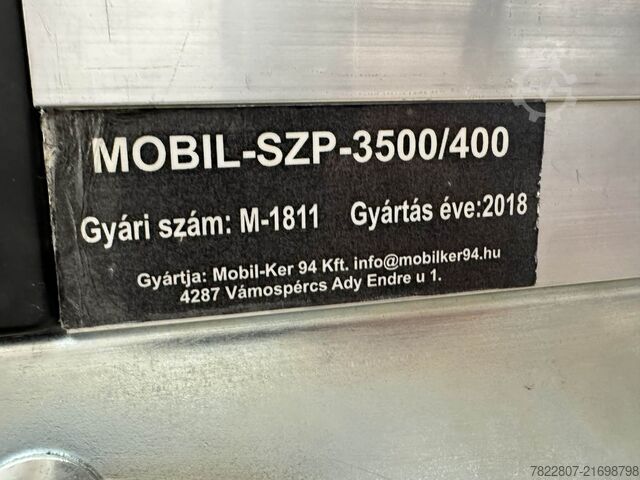 MOBIL-SZP-3500/400
Gyári szám: M-1811 Gyártás éve:2018
Gyártja: Mobil-Ker 94 Kft. info@mobilker94.hu
4287 Vámospércs Ady Endre u 1.
7822807-21698798